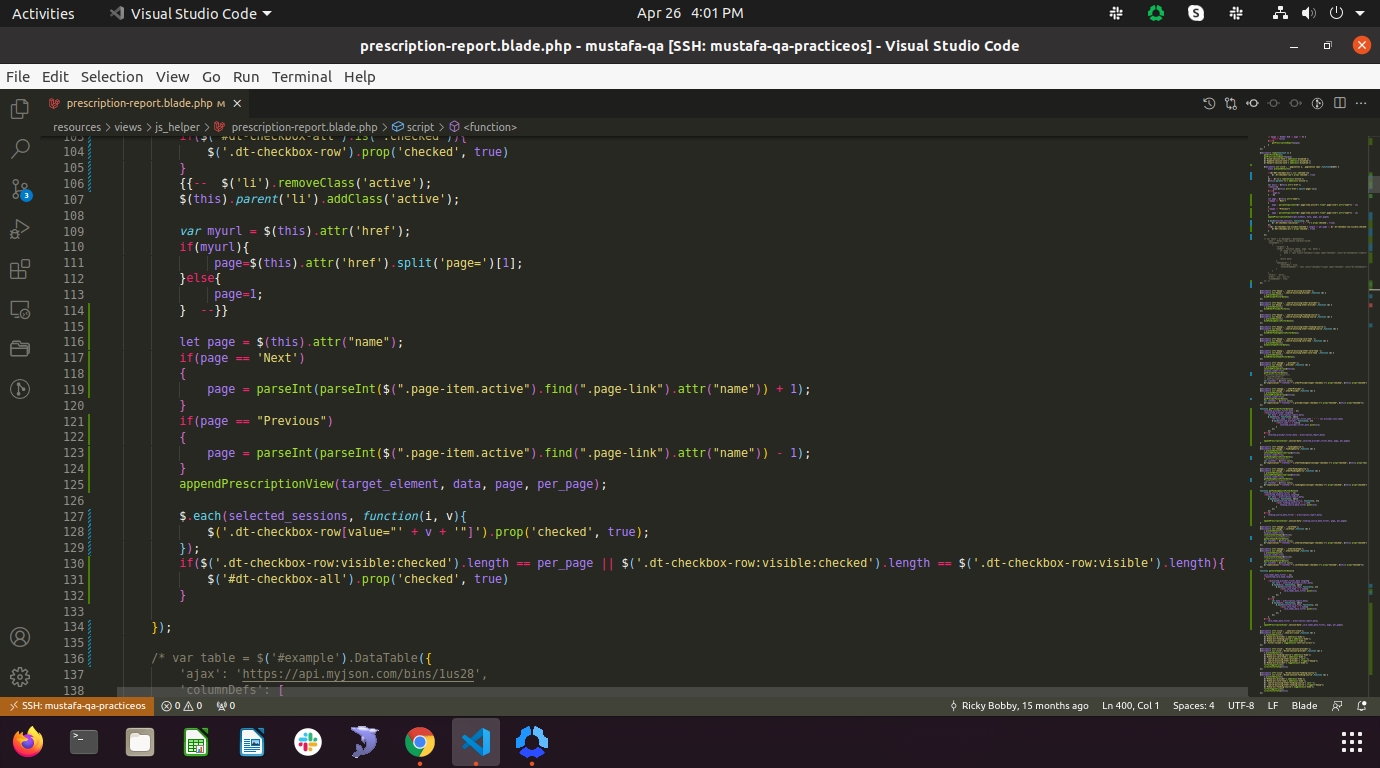 Activities
Visual Studio Code
Apr 26 4:01 PM
prescription-report.blade.php - mustafa-qa [SSH: mustafa-qa-practiceos] - Visual Studio Code
File Edit Selection View Go Run Terminal Help
prescription-report.blade.php M
resources > views > js_helper > prescription-report.blade.php > script > <function>
103 if($('#dt-checkbox-all').is(':checked')){
104 $('.dt-checkbox-row').prop('checked', true)
105 }
106 {{-- $('li').removeClass('active');
107 $(this).parent('li').addClass('active');
108
109 var myurl = $(this).attr('href');
110 if(myurl){
111 page=$(this).attr('href').split('page=')[1];
112 }else{
113 page=1;
114 } --}}
115
116 let page = $(this).attr("name");
117 if(page == 'Next')
118 {
119 page = parseInt(parseInt($(".page-item.active").find(".page-link").attr("name")) + 1);
120 }
121 if(page == "Previous")
122 {
123 page = parseInt(parseInt($(".page-item.active").find(".page-link").attr("name")) - 1);
124 }
125 appendPrescriptionView(target_element, data, page, per_page);
126
127 $.each(selected_sessions, function(i, v){
128 $('.dt-checkbox-row[value="' + v + '"]').prop('checked', true);
129 });
130 if($('.dt-checkbox-row:visible:checked').length == per_page || $('.dt-checkbox-row:visible:checked').length == $('.dt-checkbox-row:visible').length){
131 $('#dt-checkbox-all').prop('checked', true)
132 }
133
134 });
135
136 /* var table = $('#example').DataTable({
137 'ajax': 'https://api.myjson.com/bins/1us28',
138 'columnDefs': [
3
SSH: mustafa-qa-practiceos 0 0 0
Ricky Bobby, 15 months ago Ln 400, Col 1 Spaces: 4 UTF-8 LF Blade